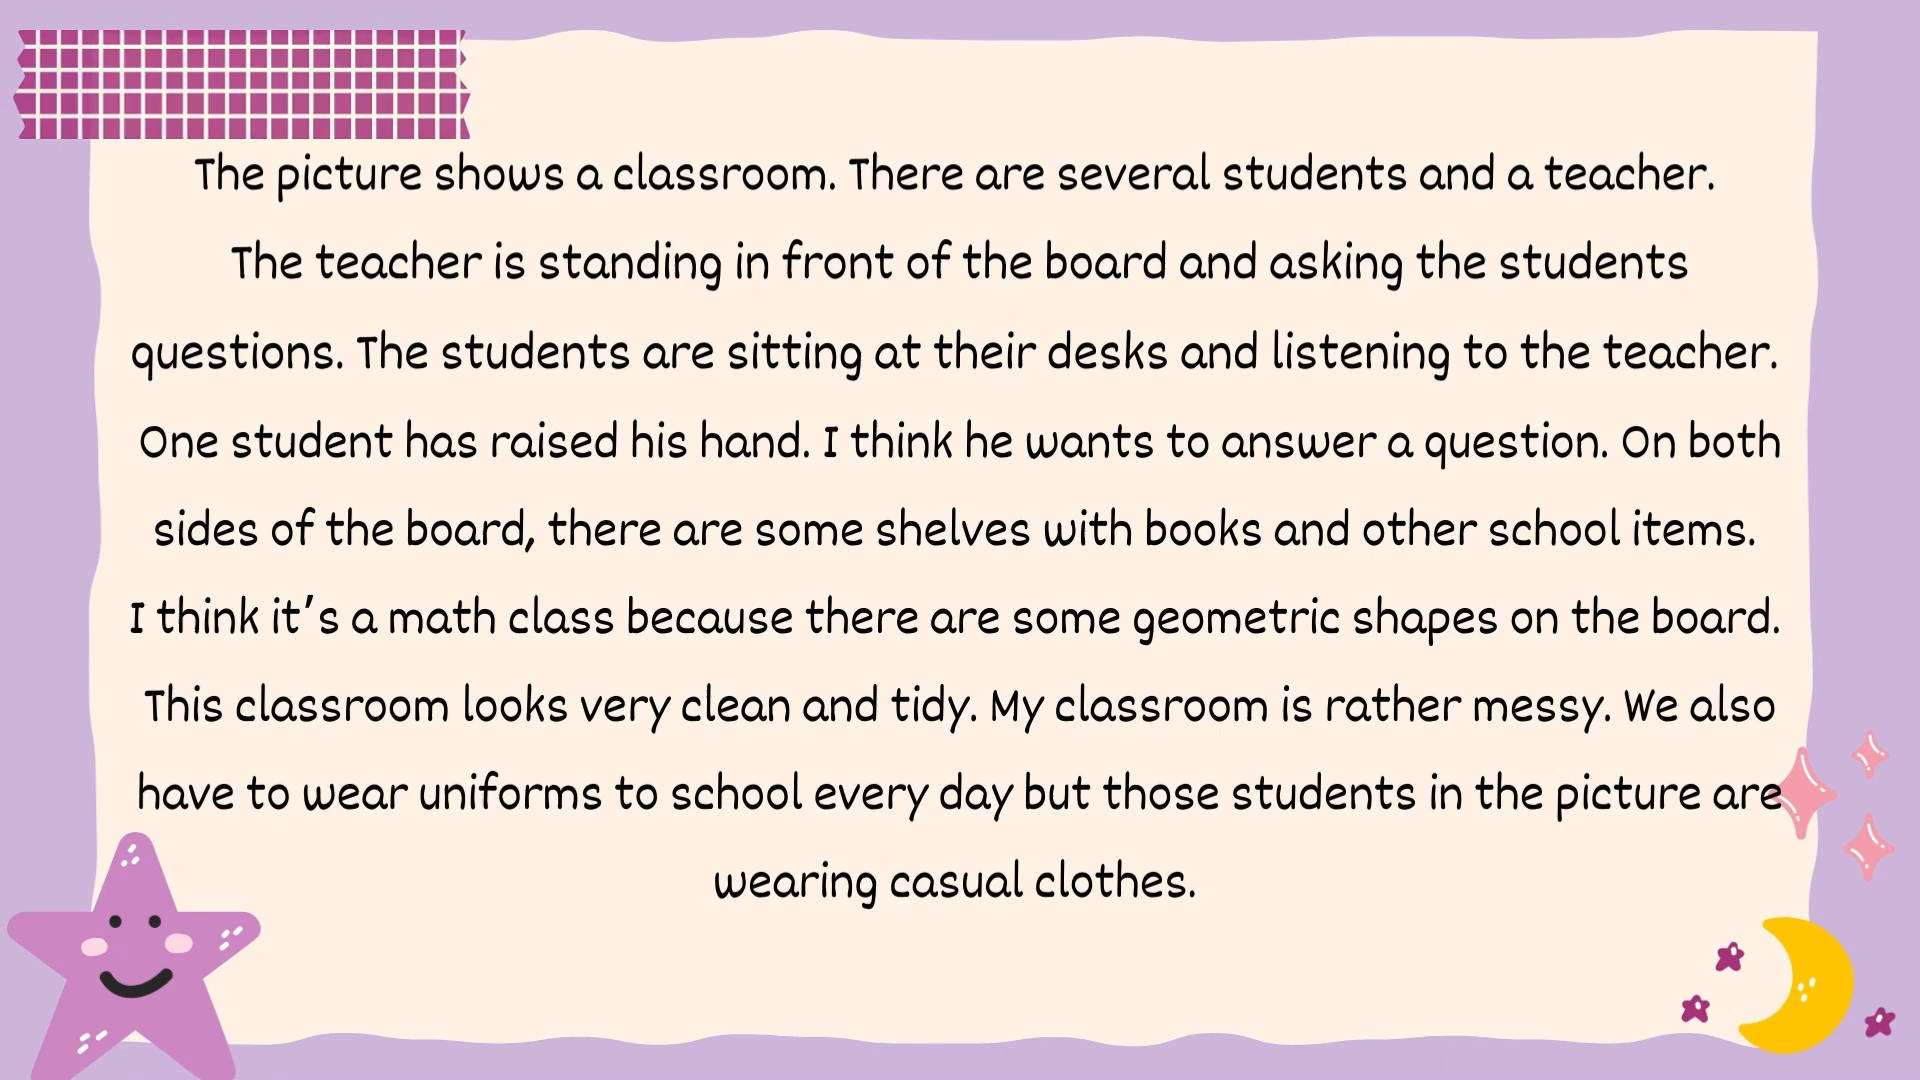 The picture shows a classroom. There are several students and a teacher.
The teacher is standing in front of the board and asking the students
questions. The students are sitting at their desks and listening to the teacher.
One student has raised his hand. I think he wants to answer a question. On both
sides of the board, there are some shelves with books and other school items.
I think it's a math class because there are some geometric shapes on the board.
This classroom looks very clean and tidy. My classroom is rather messy. We also
have to wear uniforms to school every day but those students in the picture are
wearing casual clothes.